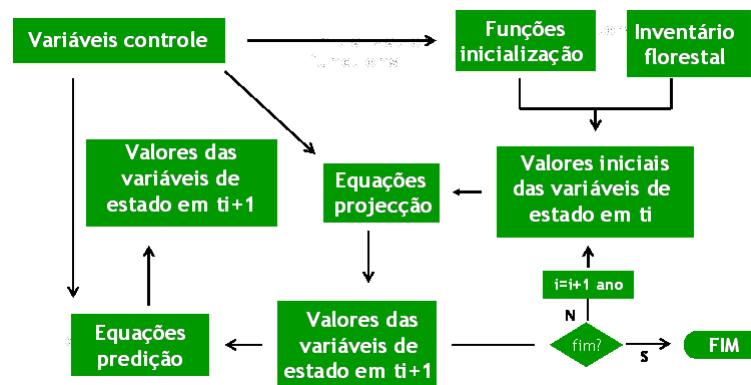 Variáveis controle
Funções
inicialização
Inventário
florestal
Valores das
variáveis de
estado em ti+1
Equações
projecção
Valores iniciais
das variáveis de
estado em ti
i=i+1 ano
Equações
predição
Valores das
variáveis de
estado em ti+1
N
fim?
S
FIM